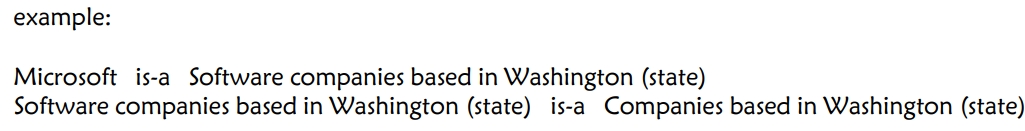 example:
Microsoft is-a Software companies based in Washington (state)
Software companies based in Washington (state) is-a Companies based in Washington (state)